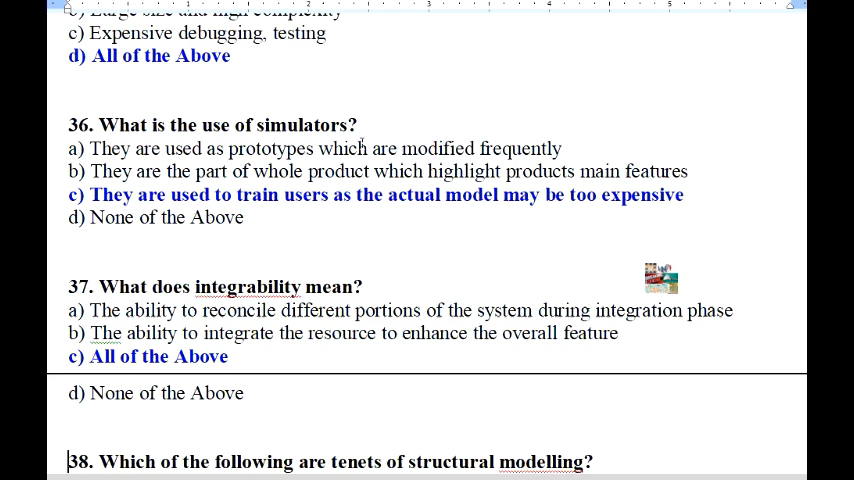 b) Large size and high complexity
c) Expensive debugging, testing
d) All of the Above
36. What is the use of simulators?
a) They are used as prototypes which are modified frequently
b) They are the part of whole product which highlight products main features
c) They are used to train users as the actual model may be too expensive
d) None of the Above
37. What does integrability mean?
a) The ability to reconcile different portions of the system during integration phase
b) The ability to integrate the resource to enhance the overall feature
c) All of the Above
d) None of the Above
38. Which of the following are tenets of structural modelling?